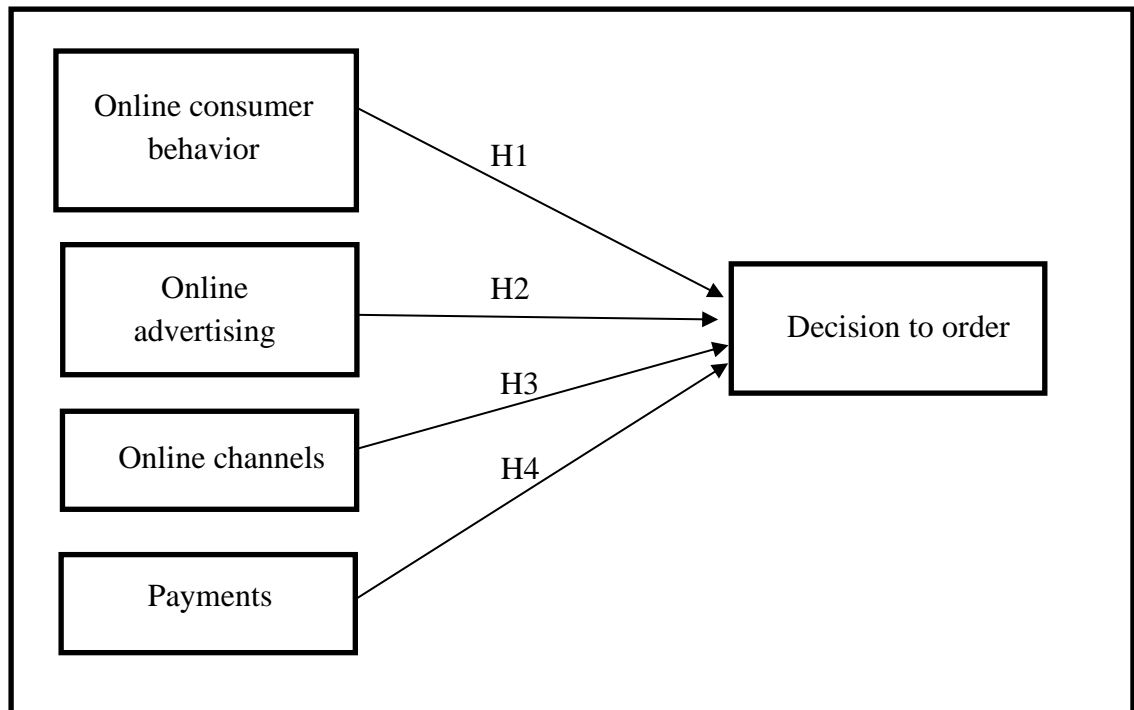 Online consumer
behavior
H1
Online
advertising
H2
Decision to order
Online channels
H3
H4
Payments